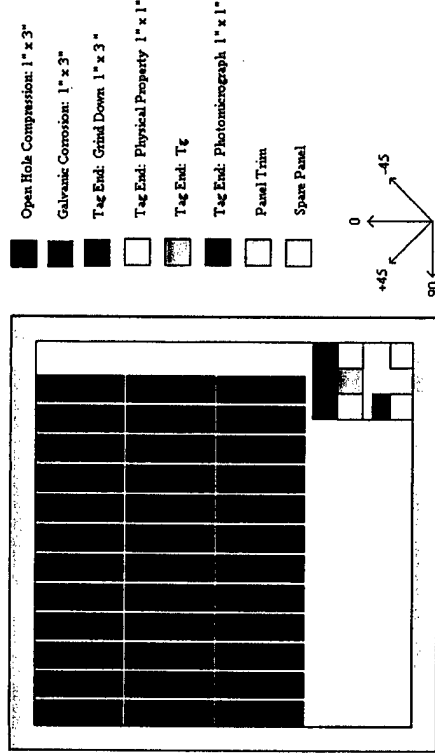 Open Hole Compression: 1" x 3"
Galvanic Corrosion: 1" x 3"
Tag End: Grind Down 1" x 3"
Tag End: Physical Property 1" x 1"
Tag End: Tg
Tag End: Photomicrograph 1" x 1"
Panel Trim
Spare Panel
0
+45
-45
90